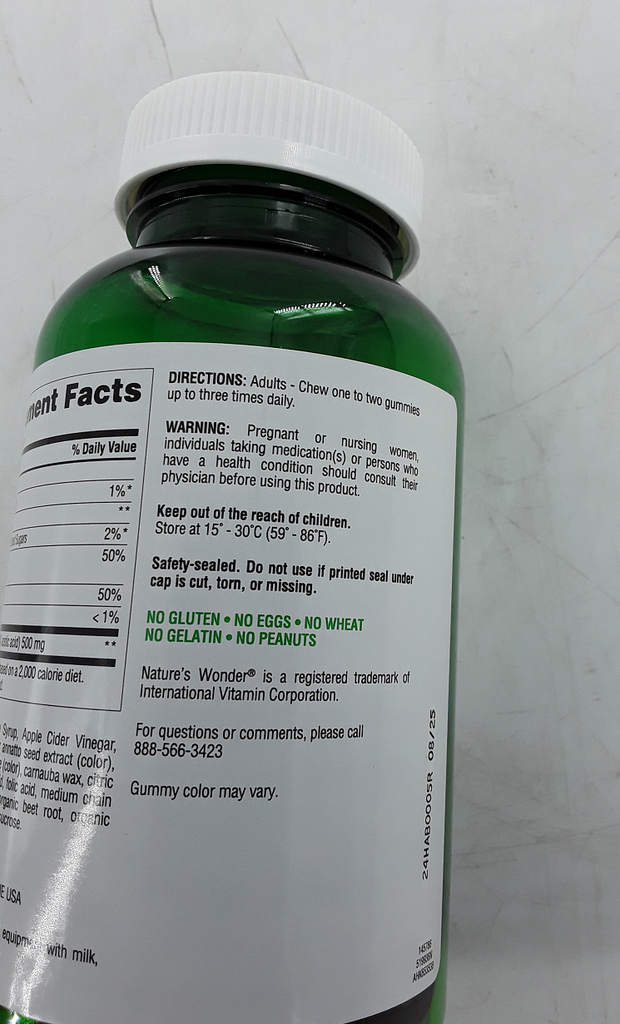 Facts
% Daily Value
1%*
**
2%*
50%
50%
< 1%
500 mg **
on a 2,000 calorie diet.
Syrup, Apple Cider Vinegar,
annatto seed extract (color),
(color), carnauba wax, citric
folic acid, medium chain
organic beet root, organic
USA
with milk,
DIRECTIONS: Adults - Chew one to two gummies
up to three times daily.
WARNING: Pregnant or nursing women,
individuals taking medication(s) or persons who
have a health condition should consult their
physician before using this product.
Keep out of the reach of children.
Store at 15° - 30°C (59° - 86°F).
Safety-sealed. Do not use if printed seal under
cap is cut, torn, or missing.
NO GLUTEN • NO EGGS • NO WHEAT
NO GELATIN • NO PEANUTS
Nature's Wonder® is a registered trademark of
International Vitamin Corporation.
For questions or comments, please call
888-566-3423
Gummy color may vary.
24HAB0005R 08/25